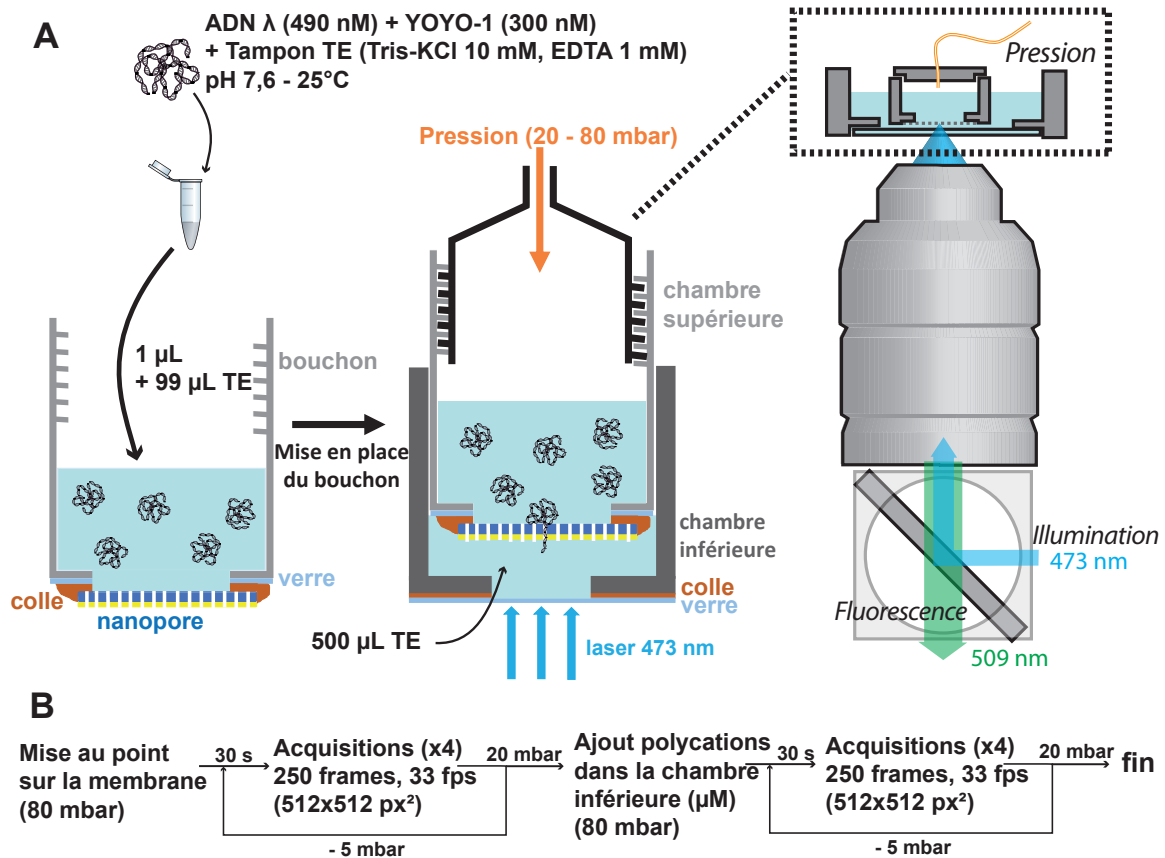 A
ADN λ (490 nM) + YOYO-1 (300 nM)
+ Tampon TE (Tris-KCl 10 mM, EDTA 1 mM)
pH 7,6 - 25°C
Pression
Pression (20 - 80 mbar)
chambre
supérieure
1 µL
+ 99 µL TE
bouchon
Mise en place
du bouchon
chambre
inférieure
verre
colle
nanopore
colle
verre
500 µL TE
laser 473 nm
Illumination
473 nm
Fluorescence
509 nm
B
Mise au point
sur la membrane
(80 mbar)
30 s
Acquisitions (x4)
250 frames, 33 fps
(512x512 px²)
20 mbar
- 5 mbar
Ajout polycations
dans la chambre
inférieure (µM)
(80 mbar)
30 s
Acquisitions (x4)
250 frames, 33 fps
(512x512 px²)
20 mbar
- 5 mbar
fin